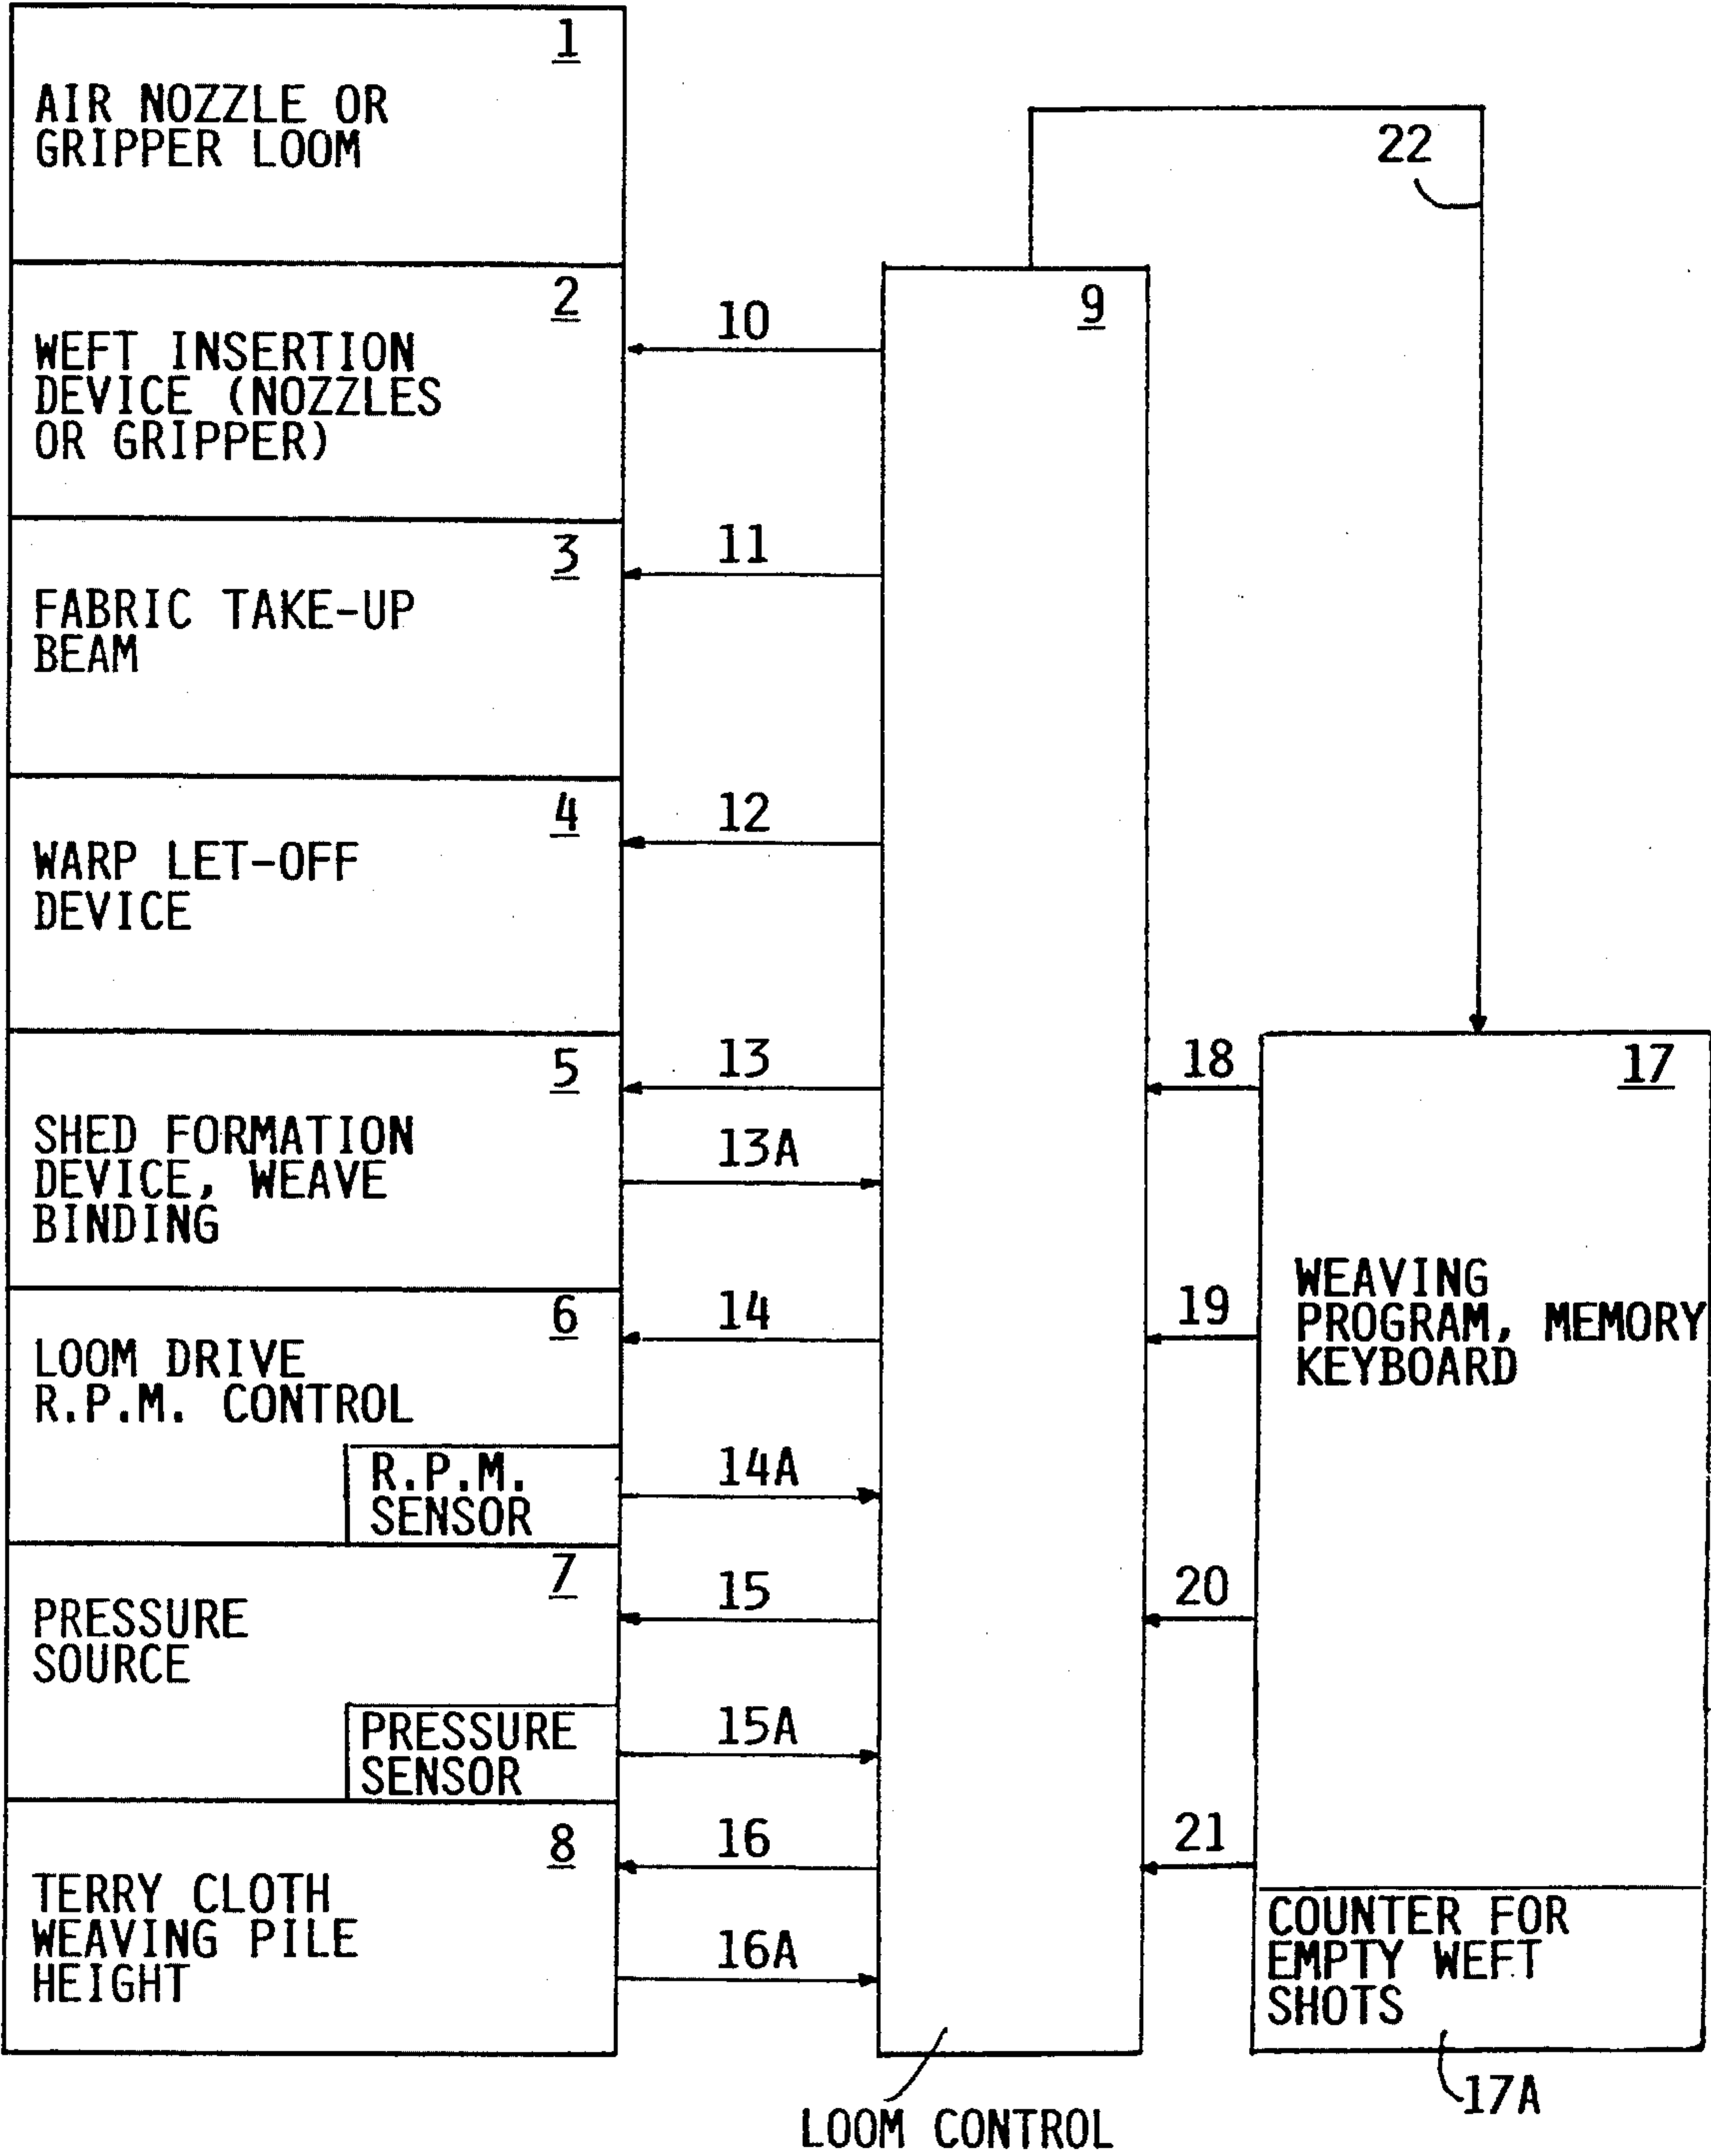 1
AIR NOZZLE OR
GRIPPER LOOM
2
WEFT INSERTION
DEVICE (NOZZLES
OR GRIPPER)
3
FABRIC TAKE-UP
BEAM
4
WARP LET-OFF
DEVICE
5
SHED FORMATION
DEVICE, WEAVE
BINDING
6
LOOM DRIVE
R.P.M. CONTROL
R.P.M.
SENSOR
7
PRESSURE
SOURCE
PRESSURE
SENSOR
8
TERRY CLOTH
WEAVING PILE
HEIGHT
10
11
12
13
13A
14
14A
15
15A
16
16A
9
LOOM CONTROL
22
18
19
20
21
17
WEAVING
PROGRAM, MEMORY
KEYBOARD
COUNTER FOR
EMPTY WEFT
SHOTS
17A